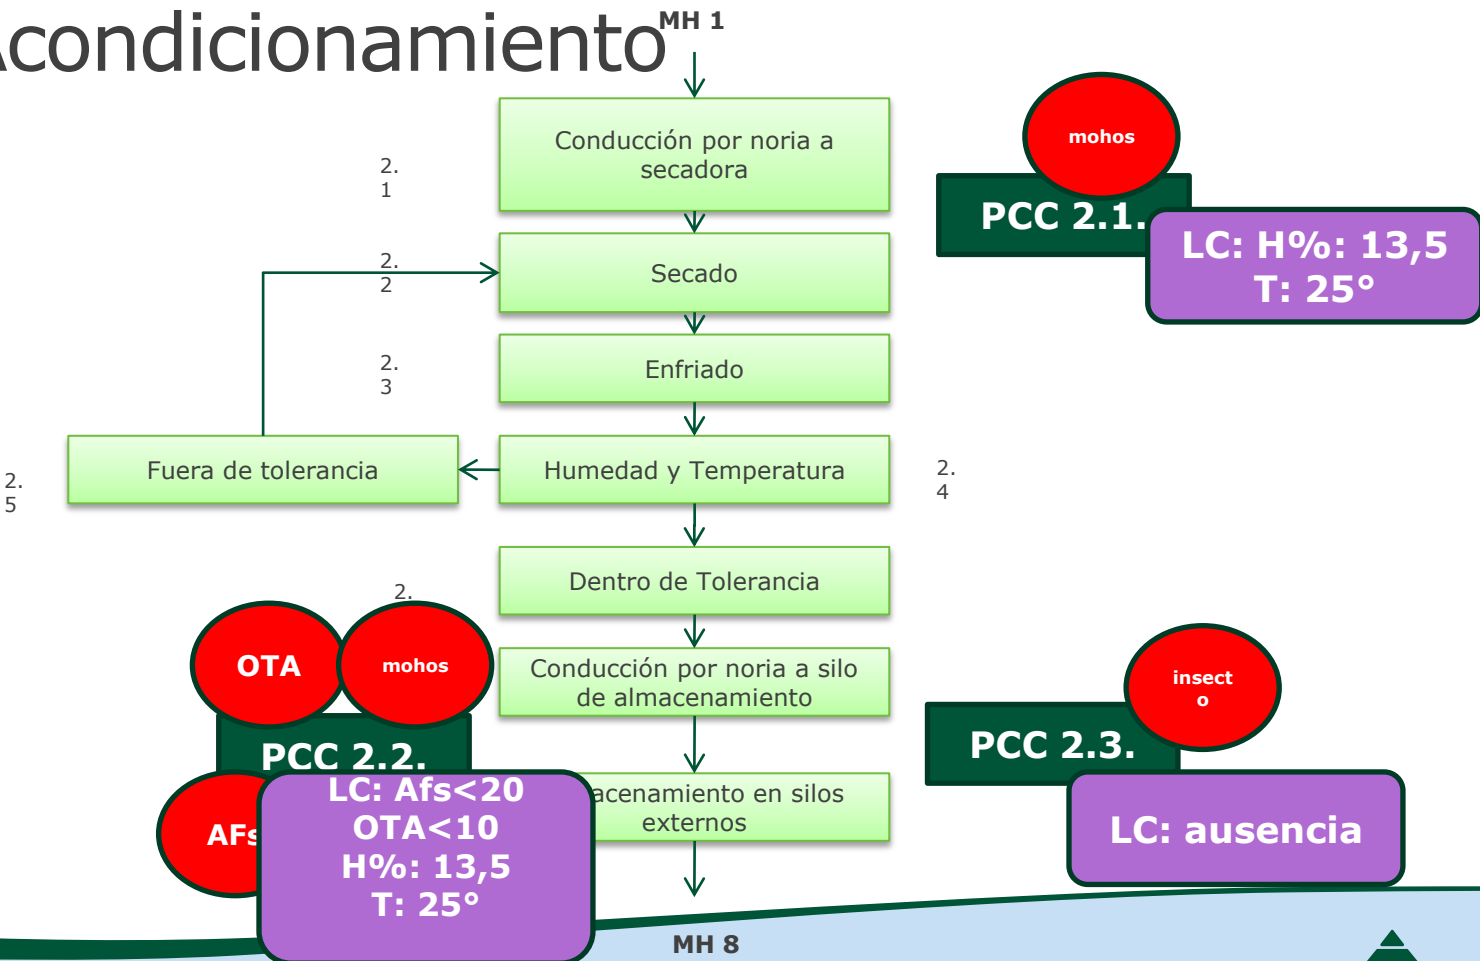 Acondicionamiento
MH 1
Conducción por noria a
secadora
2.
1
mohos
PCC 2.1.
LC: H%: 13,5
T: 25°
Secado
2.
2
Enfriado
2.
3
Fuera de tolerancia
Humedad y Temperatura
2.
4
2.
5
Dentro de Tolerancia
2.
OTA
mohos
Conducción por noria a silo
de almacenamiento
insect
o
PCC 2.2.
PCC 2.3.
AFs
LC: Afs<20
OTA<10
H%: 13,5
T: 25°
acenamiento en silos
externos
LC: ausencia
MH 8